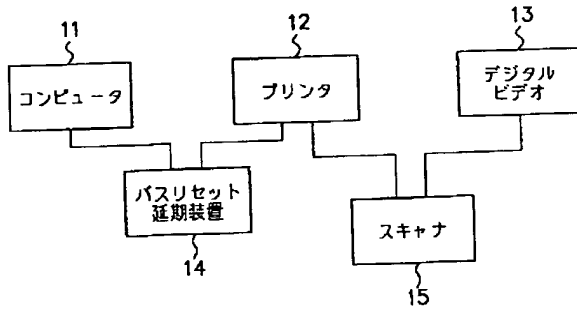 11
12
13
コンピュータ
プリンタ
デジタル
ビデオ
バスリセット
延期装置
スキャナ
14
15